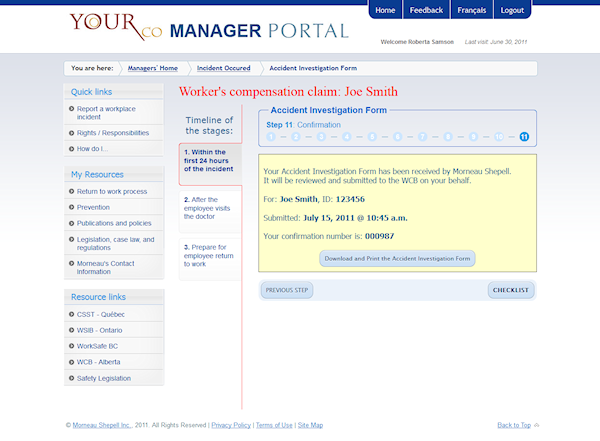 Home Feedback Français Logout
YOURco MANAGER PORTAL
Welcome Roberta Samson Last visit: June 30, 2011
You are here: Managers' Home Incident Occured Accident Investigation Form
Quick links
Report a workplace
incident
Rights / Responsibilities
How do I...
My Resources
Return to work process
Prevention
Publications and policies
Legislation, case law, and
regulations
Morneau's Contact
Information
Resource links
CSST - Québec
WSIB - Ontario
WorkSafe BC
WCB - Alberta
Safety Legislation
Worker's compensation claim: Joe Smith
Timeline of
the stages:
1. Within the
first 24 hours
of the incident
2. After the
employee visits
the doctor
3. Prepare for
employee return
to work
Accident Investigation Form
Step 11: Confirmation
1 2 3 4 5 6 7 8 9 10 11
Your Accident Investigation Form has been received by Morneau Shepell.
It will be reviewed and submitted to the WCB on your behalf.
For: Joe Smith, ID: 123456
Submitted: July 15, 2011 @ 10:45 a.m.
Your confirmation number is: 000987
Download and Print the Accident Investigation Form
PREVIOUS STEP CHECKLIST
© Morneau Shepell Inc., 2011. All Rights Reserved | Privacy Policy | Terms of Use | Site Map Back to Top